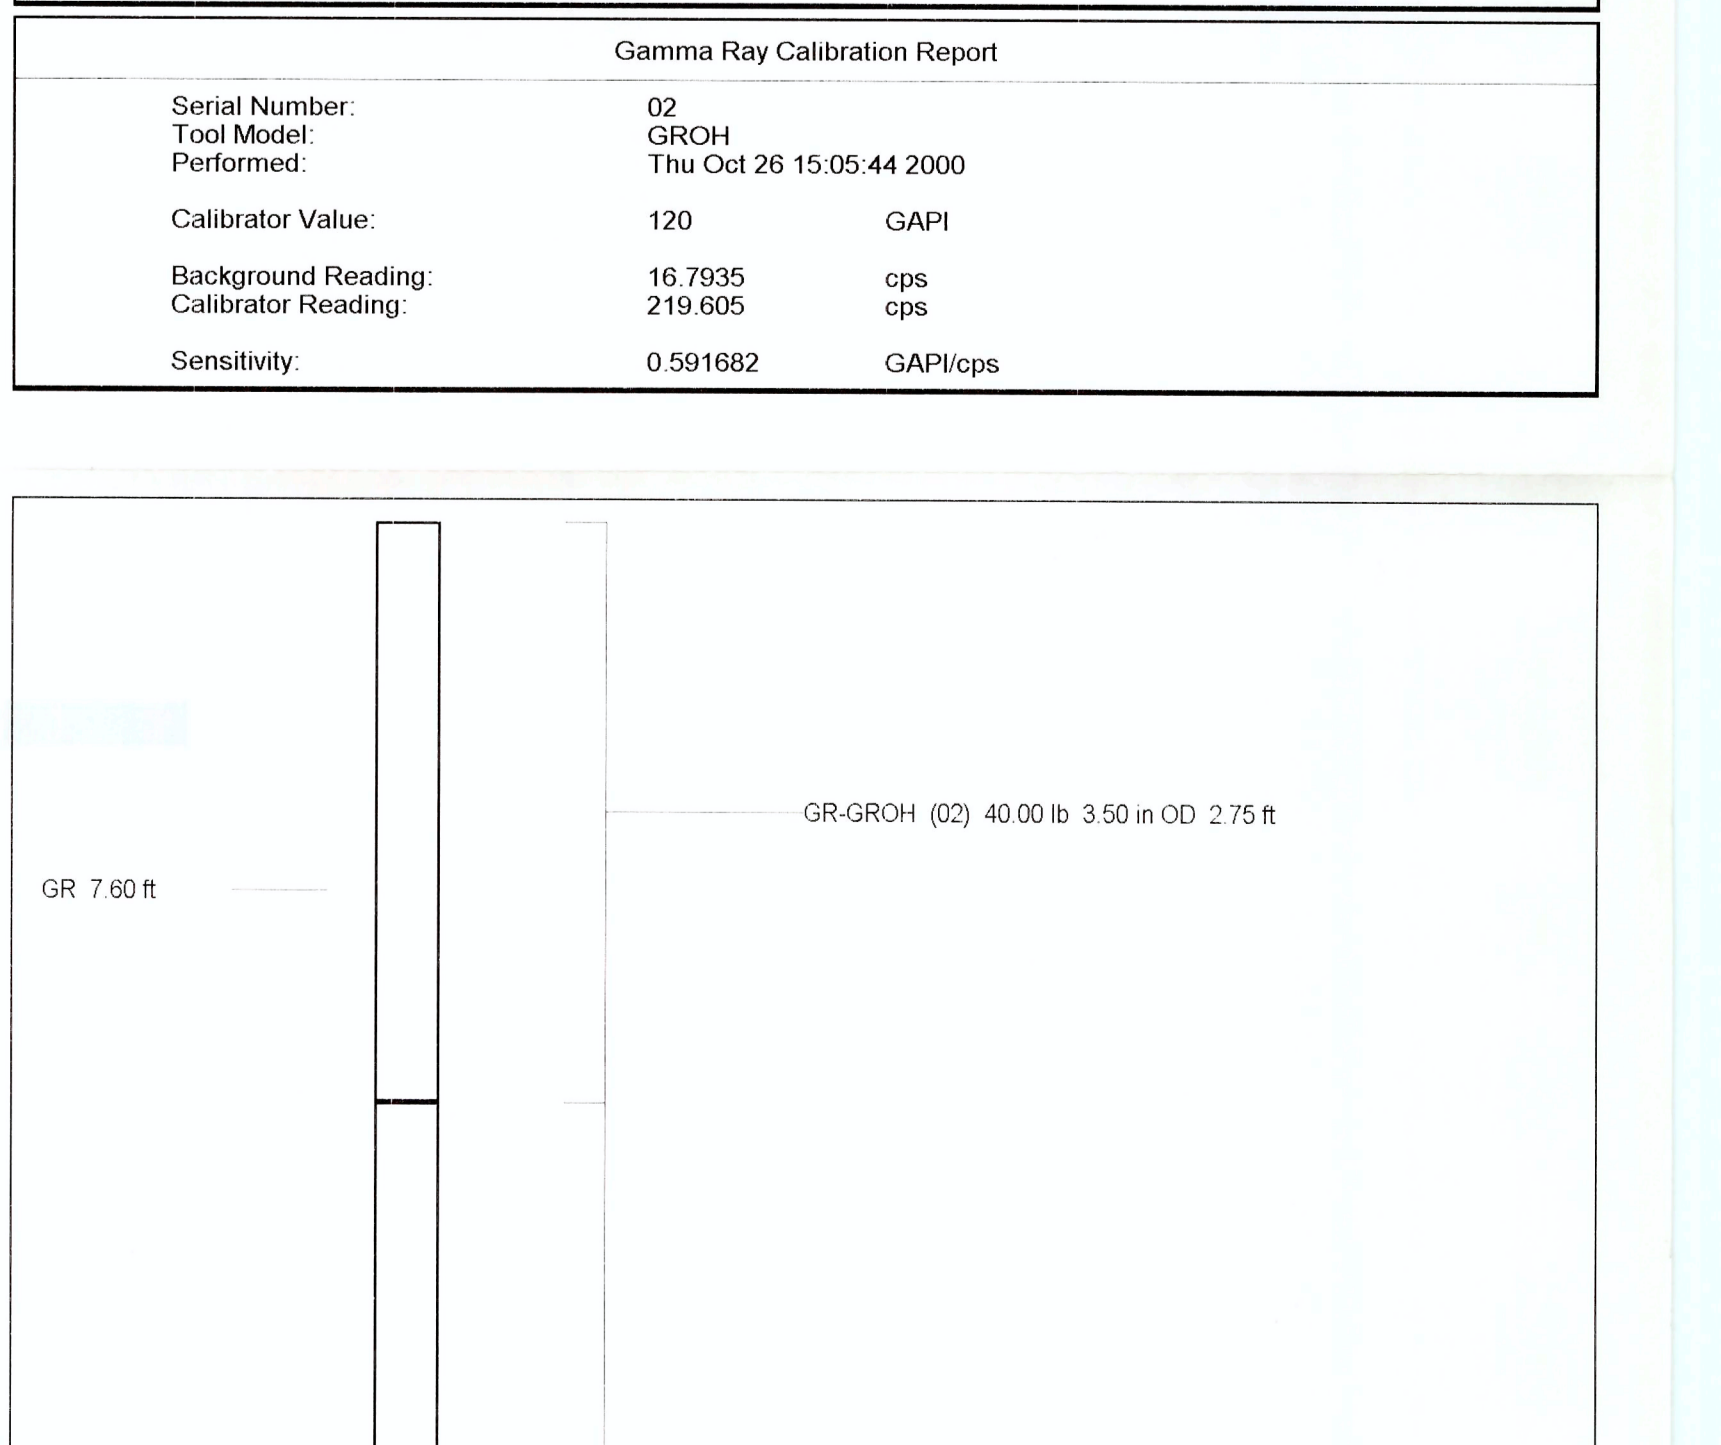 Gamma Ray Calibration Report
Serial Number: 02
Tool Model: GROH
Performed: Thu Oct 26 15:05:44 2000
Calibrator Value: 120 GAPI
Background Reading: 16.7935 cps
Calibrator Reading: 219.605 cps
Sensitivity: 0.591682 GAPI/cps
GR-GROH (02) 40.00 lb 3.50 in OD 2.75 ft
GR 7.60 ft